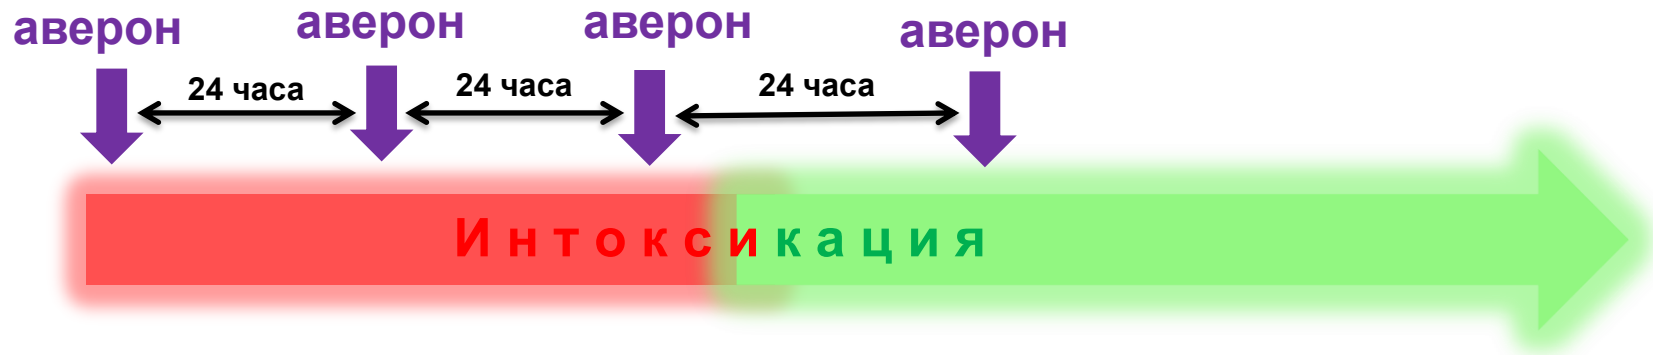 аверон аверон аверон аверон
24 часа 24 часа 24 часа
Интоксикация